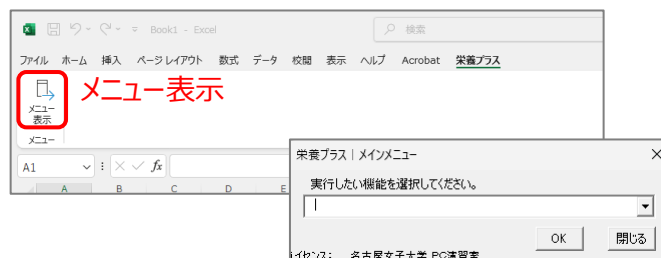 Book1 - Excel
検索
ファイル ホーム 挿入 ページ レイアウト 数式 データ 校閲 表示 ヘルプ Acrobat 栄養プラス
メニュー
表示
メニュー表示
メニュー
A1
fx
A B C D E
栄養プラス | メインメニュー
実行したい機能を選択してください。
OK 閉じる
イセンス: 名古屋女子大学 PC演習室